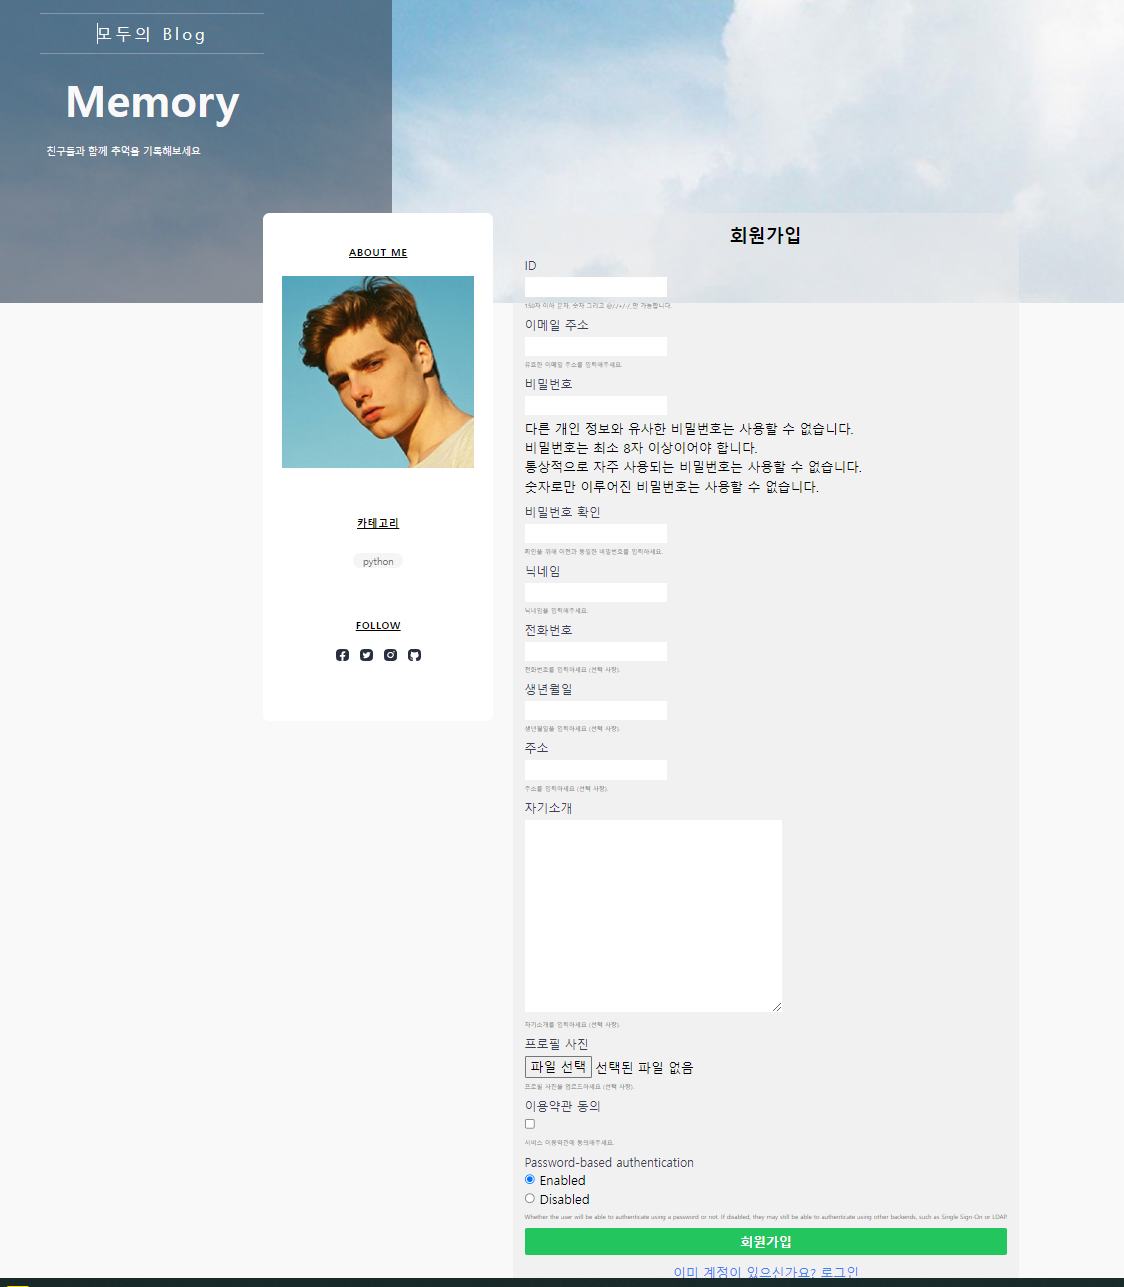 모두의 Blog
Memory
친구들과 함께 추억을 기록해보세요
ABOUT ME
카테고리
python
FOLLOW
회원가입
ID
150자 이하 문자, 숫자 그리고 @/./+/-/_만 가능합니다.
이메일 주소
유효한 이메일 주소를 입력해주세요.
비밀번호
다른 개인 정보와 유사한 비밀번호는 사용할 수 없습니다.
비밀번호는 최소 8자 이상이어야 합니다.
통상적으로 자주 사용되는 비밀번호는 사용할 수 없습니다.
숫자로만 이루어진 비밀번호는 사용할 수 없습니다.
비밀번호 확인
확인을 위해 이전과 동일한 비밀번호를 입력하세요.
닉네임
닉네임을 입력해주세요.
전화번호
전화번호를 입력하세요 (선택 사항).
생년월일
생년월일을 입력하세요 (선택 사항).
주소
주소를 입력하세요 (선택 사항).
자기소개
자기소개를 입력하세요 (선택 사항).
프로필 사진
파일 선택 선택된 파일 없음
프로필 사진을 업로드하세요 (선택 사항).
이용약관 동의
서비스 이용약관에 동의해주세요.
Password-based authentication
Enabled
Disabled
Whether the user will be able to authenticate using a password or not. If disabled, they may still be able to authenticate using other backends, such as Single Sign-On or LDAP.
회원가입
이미 계정이 있으신가요? 로그인